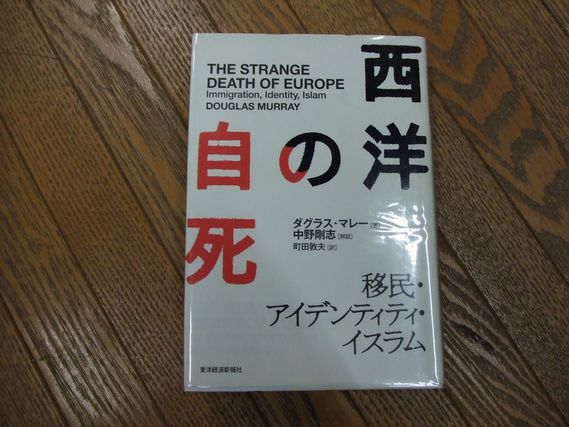 THE STRANGE
DEATH OF EUROPE
Immigration, Identity, Islam
DOUGLAS MURRAY
西洋の自死
ダグラス・マレー[著]
中野剛志[解説]
町田敦夫[訳]
移民・
アイデンティティ・
イスラム
東洋経済新報社